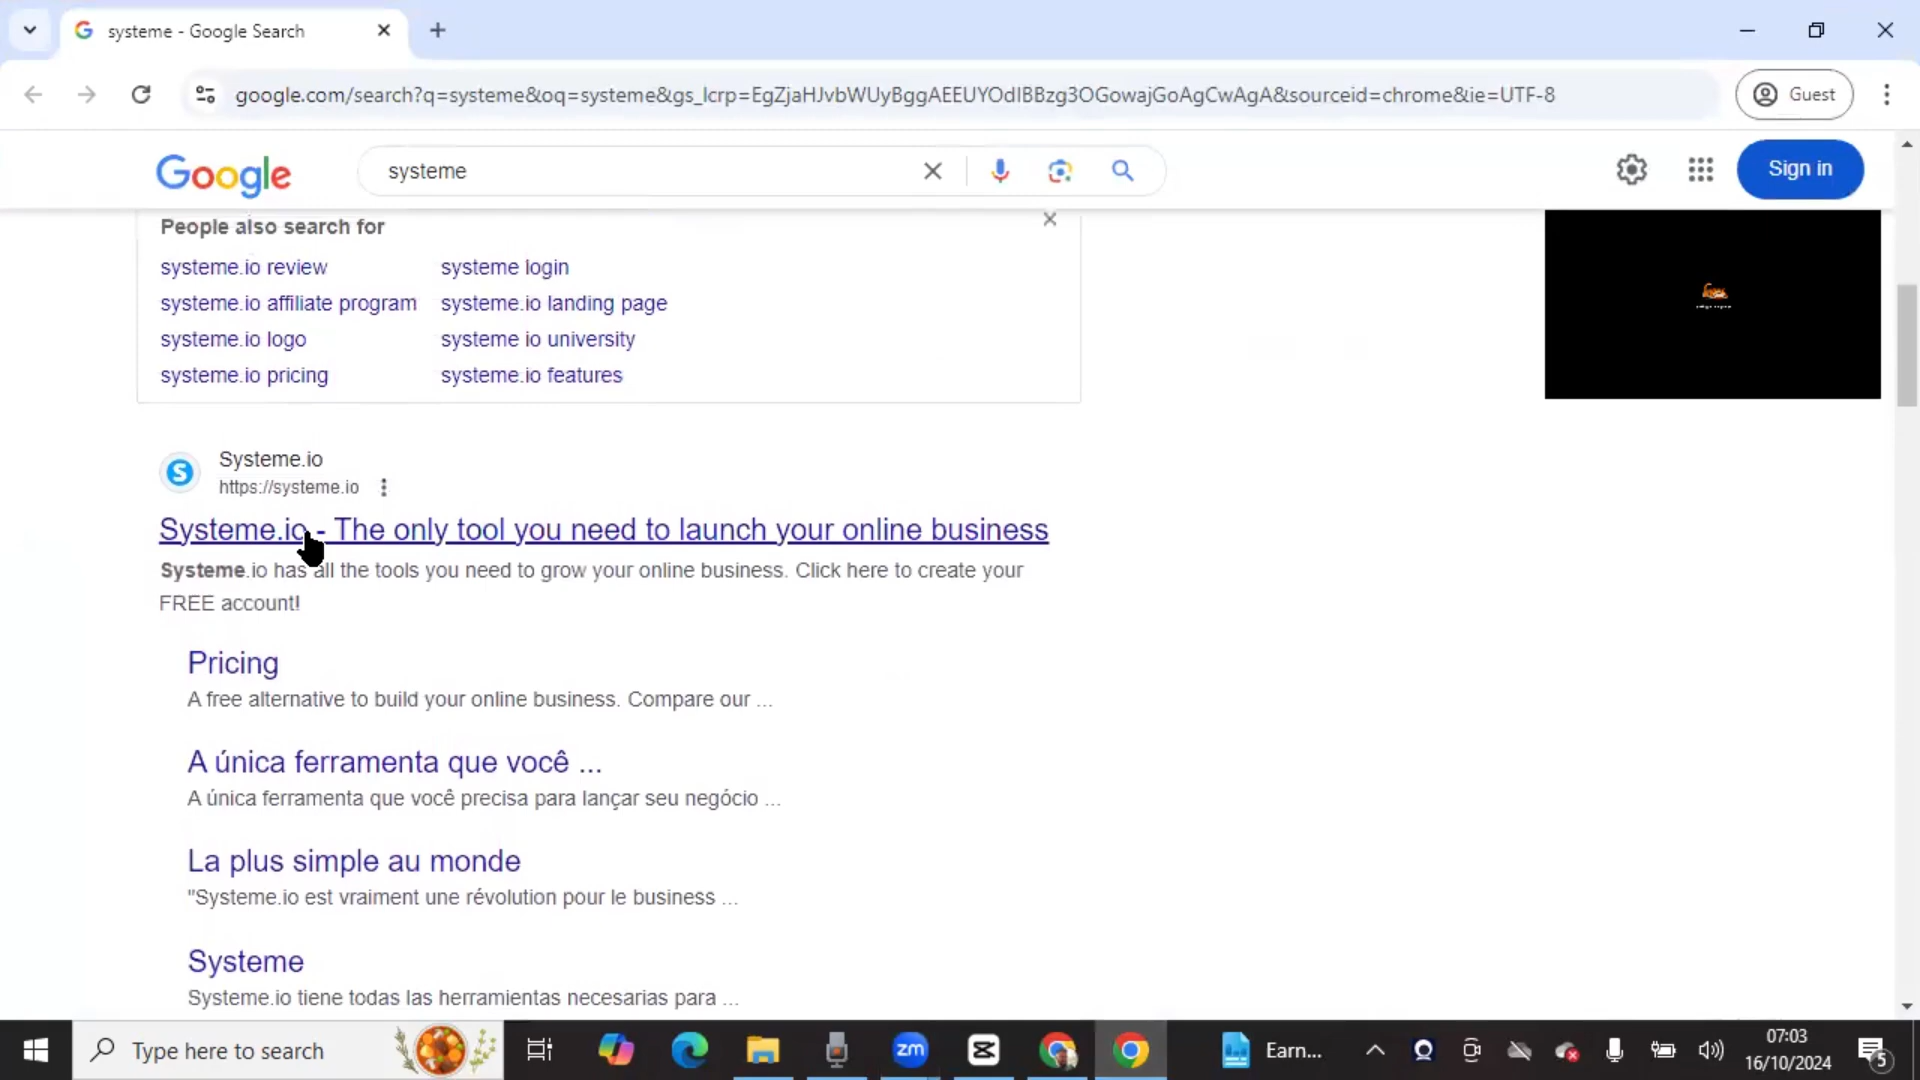 systeme - Google Search
google.com/search?q=systeme&oq=systeme&gs_lcrp=EgZjaHJvbWUyBggAEEUYOdIBBzg3OGowajGoAgCwAgA&sourceid=chrome&ie=UTF-8
Guest
Google
systeme
Sign in
People also search for
systeme.io review
systeme login
systeme.io affiliate program
systeme.io landing page
systeme.io logo
systeme io university
systeme.io pricing
systeme.io features
Systeme.io
https://systeme.io
Systeme.io - The only tool you need to launch your online business
Systeme.io has all the tools you need to grow your online business. Click here to create your
FREE account!
Pricing
A free alternative to build your online business. Compare our ...
A única ferramenta que você ...
A única ferramenta que você precisa para lançar seu negócio ...
La plus simple au monde
"Systeme.io est vraiment une révolution pour le business ...
Systeme
Systeme.io tiene todas las herramientas necesarias para ...
Type here to search
zm
Earn...
07:03
16/10/2024
5